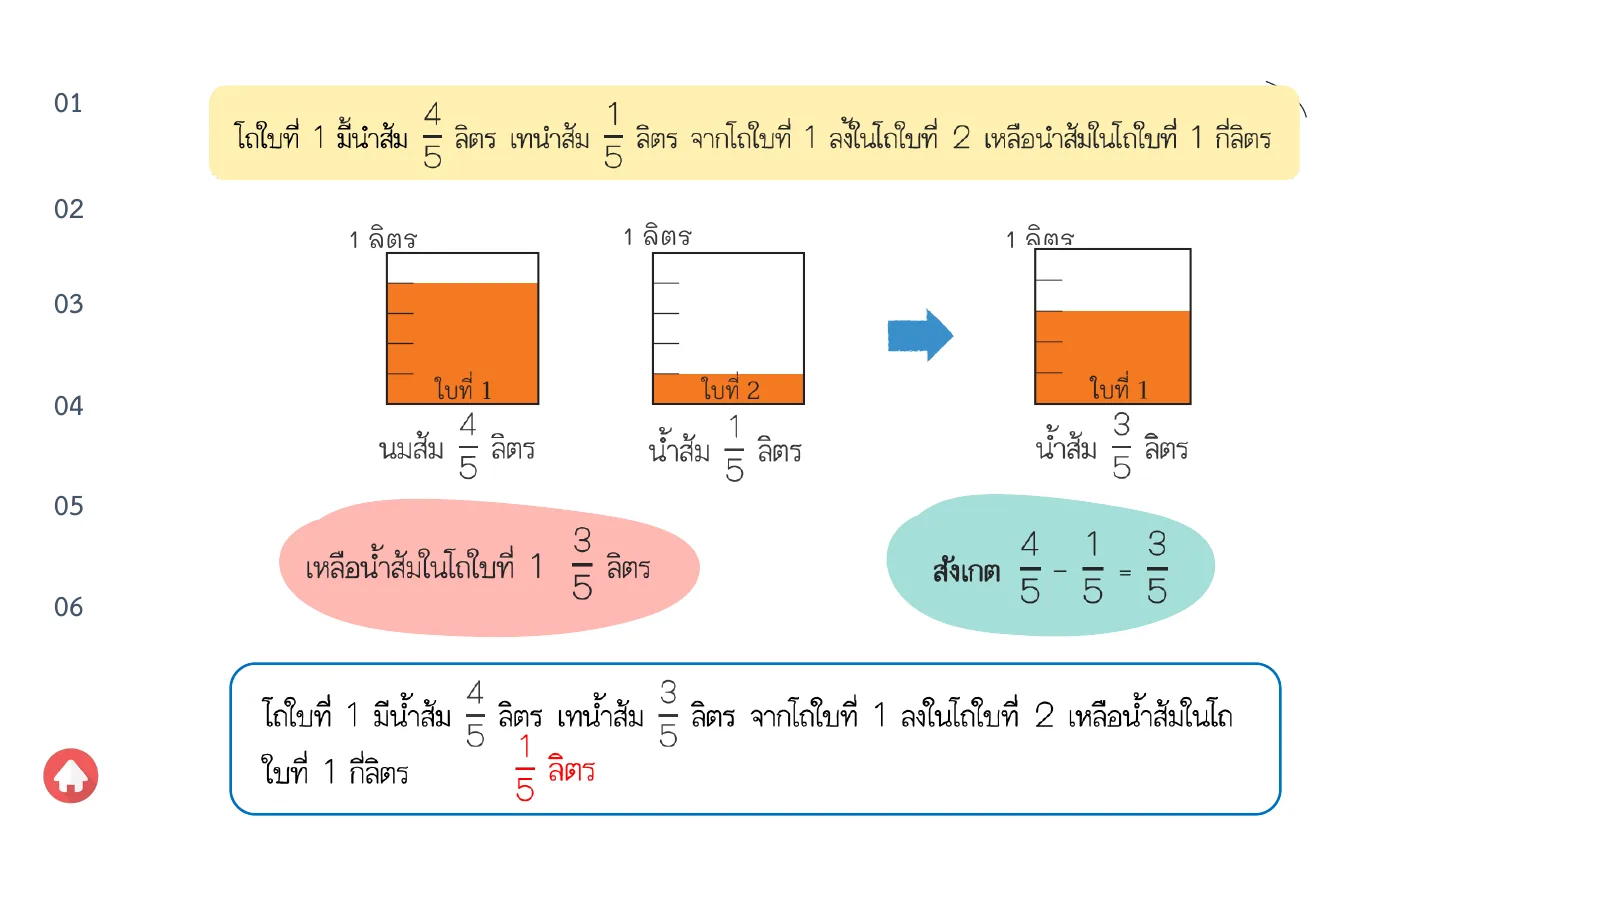 01
02
03
04
05
06
โถใบที่ 1 มี้นำส้ม 4/5 ลิตร เทนำส้ม 1/5 ลิตร จากโถใบที่ 1 ลง้ในโถใบที่ 2 เหลือนำส้มในโถใบที่ 1 กี่ลิตร
1 ลิตร
1 ลิตร
1 ลิตร
ใบที่ 1
ใบที่ 2
ใบที่ 1
นมส้ม 4/5 ลิตร
น้ำส้ม 1/5 ลิตร
น้ำส้ม 3/5 ลิตร
เหลือน้ำส้มในโถใบที่ 1 3/5 ลิตร
สังเกต 4/5 - 1/5 = 3/5
โถใบที่ 1 มีน้ำส้ม 4/5 ลิตร เทน้ำส้ม 3/5 ลิตร จากโถใบที่ 1 ลงในโถใบที่ 2 เหลือน้ำส้มในโถ
ใบที่ 1 กี่ลิตร 1/5 ลิตร